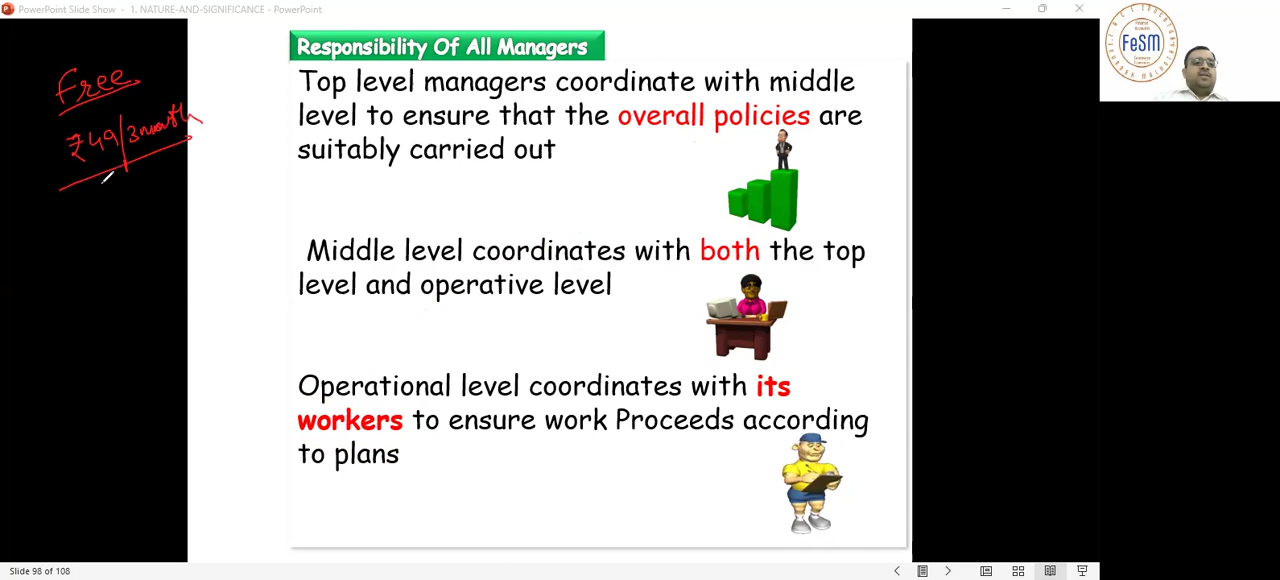 PowerPoint Slide Show - 1. NATURE-AND-SIGNIFICANCE - PowerPoint
FeSM
Free
₹49/3month
Responsibility Of All Managers
Top level managers coordinate with middle
level to ensure that the overall policies are
suitably carried out
Middle level coordinates with both the top
level and operative level
Operational level coordinates with its
workers to ensure work Proceeds according
to plans
Slide 98 of 108